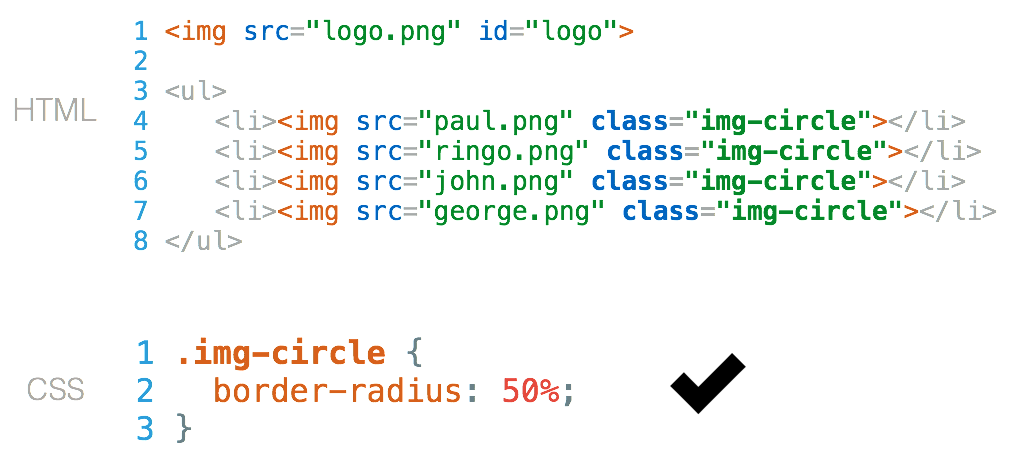 HTML
1 <img src="logo.png" id="logo">
2
3 <ul>
4    <li><img src="paul.png" class="img-circle"></li>
5    <li><img src="ringo.png" class="img-circle"></li>
6    <li><img src="john.png" class="img-circle"></li>
7    <li><img src="george.png" class="img-circle"></li>
8 </ul>
CSS
1 .img-circle {
2   border-radius: 50%;
3 }